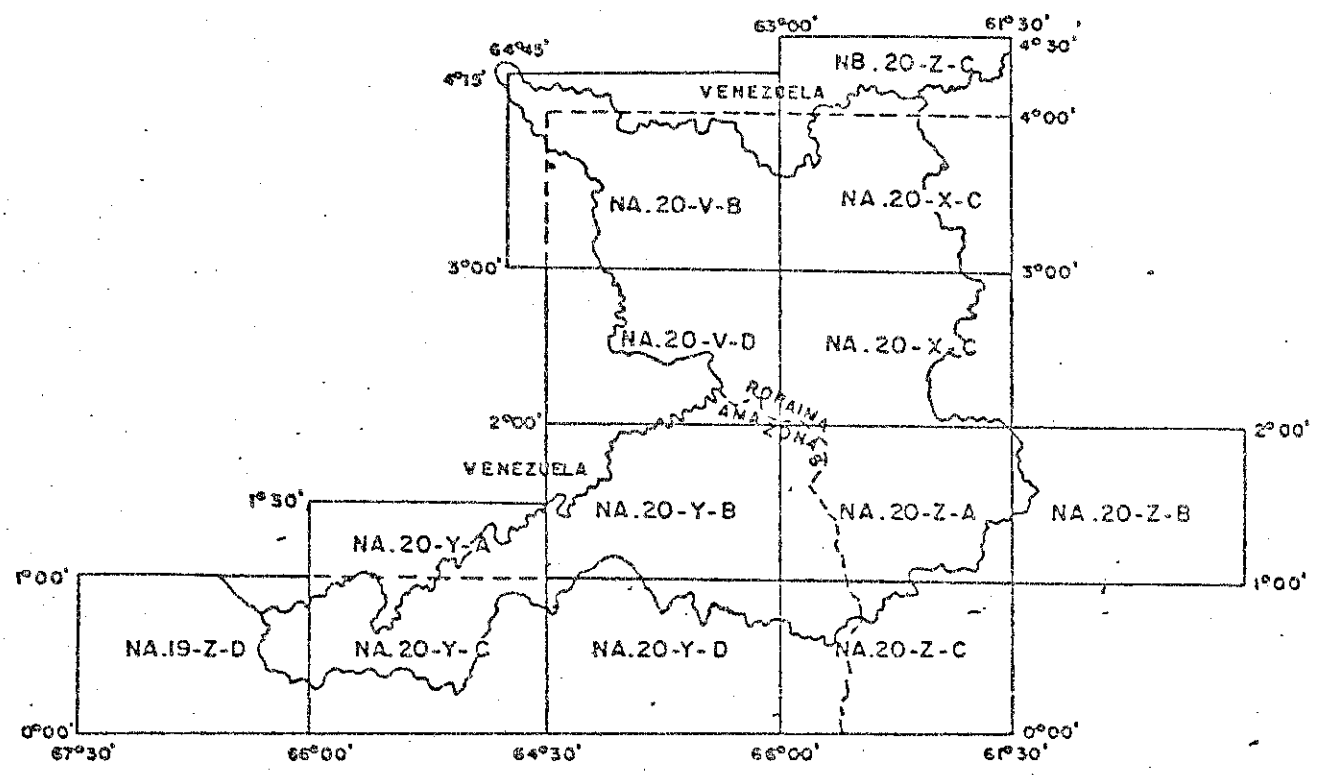 63°00'
61°30'
64°45'
4°30'
NB.20-Z-C
4°15'
VENEZUELA
4°00'
NA.20-V-B
NA.20-X-C
3°00'
3°00'
NA.20-V-D
NA.20-X-C
RORAIMA
AMAZONAS
2°00'
2°00'
VENEZUELA
1°30'
NA.20-Y-B
NA.20-Z-A
NA.20-Z-B
NA.20-Y-A
1°00'
1°00'
NA.19-Z-D
NA.20-Y-C
NA.20-Y-D
NA.20-Z-C
0°00'
0°00'
67°30'
66°00'
64°30'
66°00'
61°30'